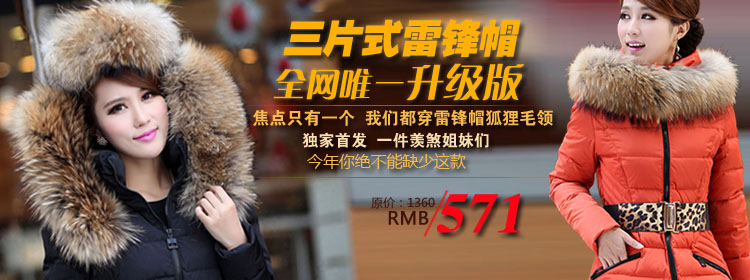 三片式雷锋帽
全网唯一升级版
焦点只有一个 我们都穿雷锋帽狐狸毛领
独家首发 一件羡煞姐妹们
今年你绝不能缺少这款
原价:1360
RMB/571